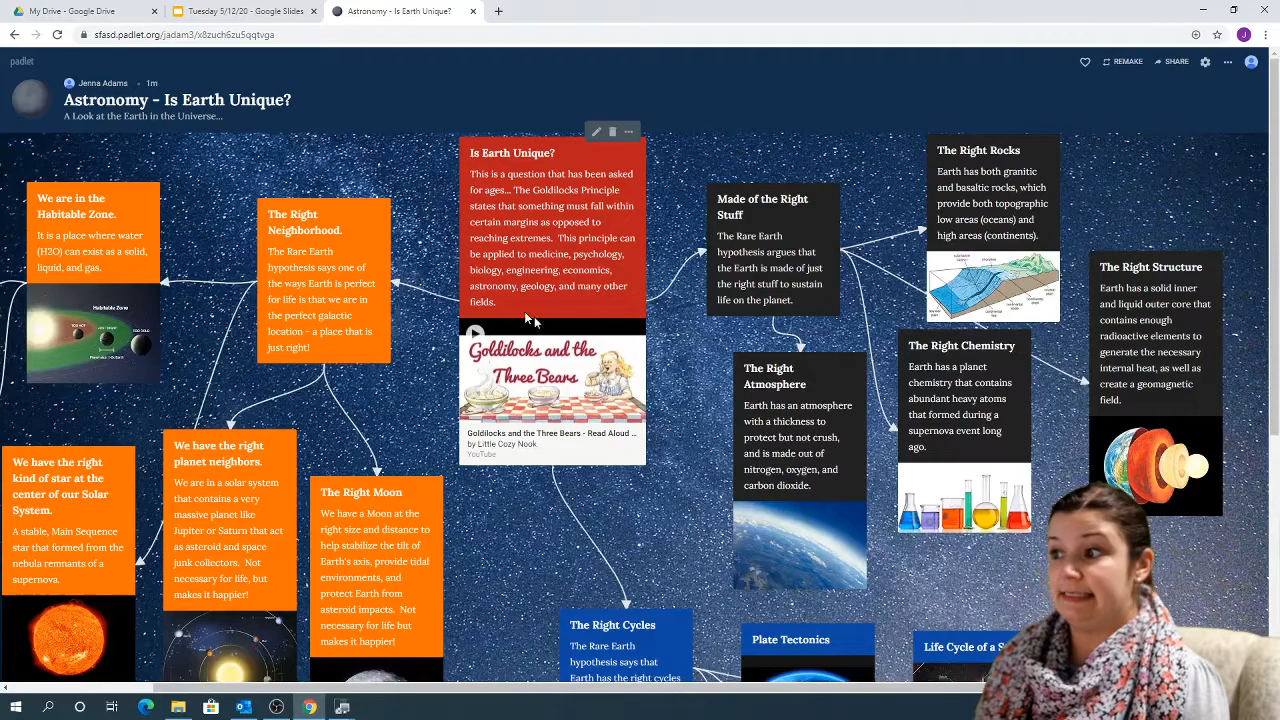 My Drive - Google Drive
Tuesday 5/12/20 - Google Slides
Astronomy - Is Earth Unique?
sfasd.padlet.org/jadam3/x8zuch6zu5qqtvga
J
padlet
REMAKE
SHARE
Jenna Adams
1m
Astronomy - Is Earth Unique?
A Look at the Earth in the Universe...
We are in the
Habitable Zone.
It is a place where water
(H2O) can exist as a solid,
liquid, and gas.
Habitable Zone
We have the right
kind of star at the
center of our Solar
System.
A stable, Main Sequence
star that formed from the
nebula remnants of a
supernova.
We have the right
planet neighbors.
We are in a solar system
that contains a very
massive planet like
Jupiter or Saturn that act
as asteroid and space
junk collectors. Not
necessary for life, but
makes it happier!
The Right
Neighborhood.
The Rare Earth
hypothesis says one of
the ways Earth is perfect
for life is that we are in
the perfect galactic
location - a place that is
just right!
The Right Moon
We have a Moon at the
right size and distance to
help stabilize the tilt of
Earth's axis, provide tidal
environments, and
protect Earth from
asteroid impacts. Not
necessary for life but
makes it happier!
Is Earth Unique?
This is a question that has been asked
for ages... The Goldilocks Principle
states that something must fall within
certain margins as opposed to
reaching extremes. This principle can
be applied to medicine, psychology,
biology, engineering, economics,
astronomy, geology, and many other
fields.
Goldilocks and the
Three Bears
Goldilocks and the Three Bears - Read Aloud ...
by Little Cozy Nook
YouTube
The Right Cycles
The Rare Earth
hypothesis says that
Earth has the right cycles
Made of the Right
Stuff
The Rare Earth
hypothesis argues that
the Earth is made of just
the right stuff to sustain
life on the planet.
The Right
Atmosphere
Earth has an atmosphere
with a thickness to
protect but not crush,
and is made out of
nitrogen, oxygen, and
carbon dioxide.
Plate Tectonics
The Right Rocks
Earth has both granitic
and basaltic rocks, which
provide both topographic
low areas (oceans) and
high areas (continents).
The Right Chemistry
Earth has a planet
chemistry that contains
abundant heavy atoms
that formed during a
supernova event long
ago.
Life Cycle of a S
The Right Structure
Earth has a solid inner
and liquid outer core that
contains enough
radioactive elements to
generate the necessary
internal heat, as well as
create a geomagnetic
field.